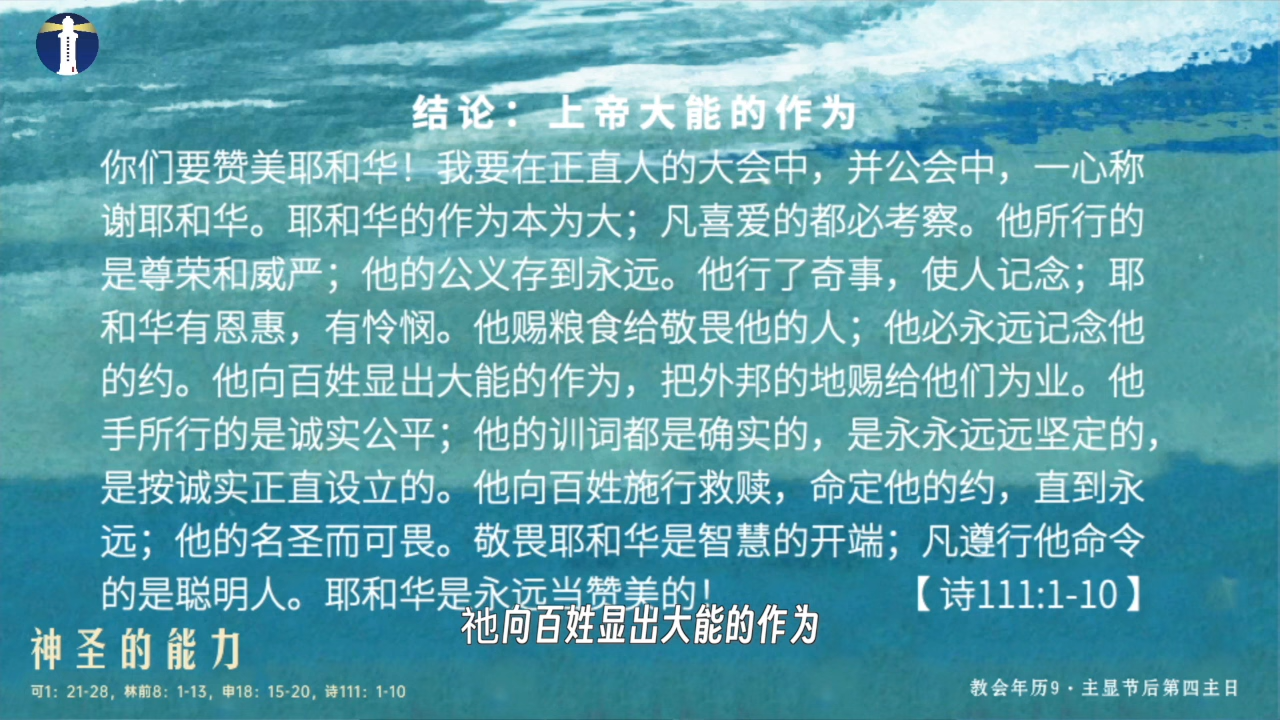 结论：上帝大能的作为
你们要赞美耶和华！我要在正直人的大会中，并公会中，一心称
谢耶和华。耶和华的作为本为大；凡喜爱的都必考察。他所行的
是尊荣和威严；他的公义存到永远。他行了奇事，使人记念；耶
和华有恩惠，有怜悯。他赐粮食给敬畏他的人；他必永远记念他
的约。他向百姓显出大能的作为，把外邦的地赐给他们为业。他
手所行的是诚实公平；他的训词都是确实的，是永永远远坚定的，
是按诚实正直设立的。他向百姓施行救赎，命定他的约，直到永
远；他的名圣而可畏。敬畏耶和华是智慧的开端；凡遵行他命令
的是聪明人。耶和华是永远当赞美的！ 【诗111:1-10】
祂向百姓显出大能的作为
神圣的能力
可1：21-28，林前8：1-13，申18：15-20，诗111：1-10
教会年历9·主显节后第四主日